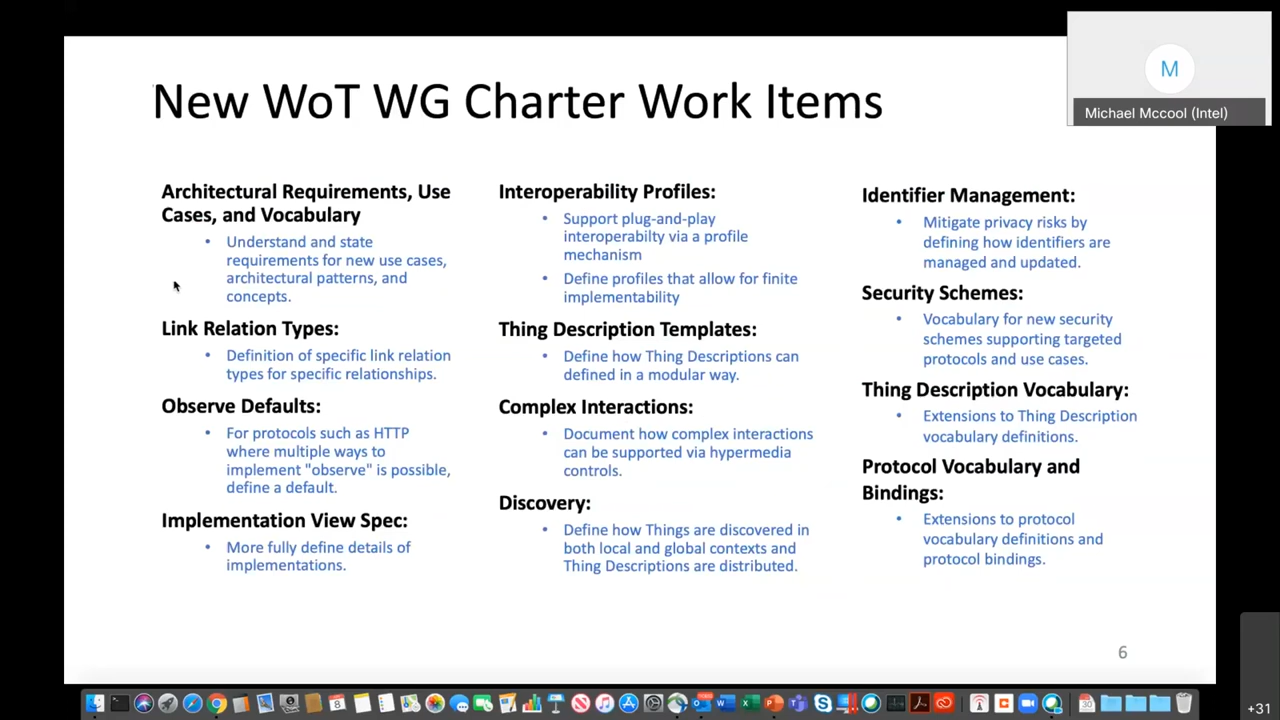 New WoT WG Charter Work Items
M
Michael Mccool (Intel)
Architectural Requirements, Use
Cases, and Vocabulary
• Understand and state
requirements for new use cases,
architectural patterns, and
concepts.
Link Relation Types:
• Definition of specific link relation
types for specific relationships.
Observe Defaults:
• For protocols such as HTTP
where multiple ways to
implement "observe" is possible,
define a default.
Implementation View Spec:
• More fully define details of
implementations.
Interoperability Profiles:
• Support plug-and-play
interoperabilty via a profile
mechanism
• Define profiles that allow for finite
implementability
Thing Description Templates:
• Define how Thing Descriptions can
defined in a modular way.
Complex Interactions:
• Document how complex interactions
can be supported via hypermedia
controls.
Discovery:
• Define how Things are discovered in
both local and global contexts and
Thing Descriptions are distributed.
Identifier Management:
• Mitigate privacy risks by
defining how identifiers are
managed and updated.
Security Schemes:
• Vocabulary for new security
schemes supporting targeted
protocols and use cases.
Thing Description Vocabulary:
• Extensions to Thing Description
vocabulary definitions.
Protocol Vocabulary and
Bindings:
• Extensions to protocol
vocabulary definitions and
protocol bindings.
6
+31